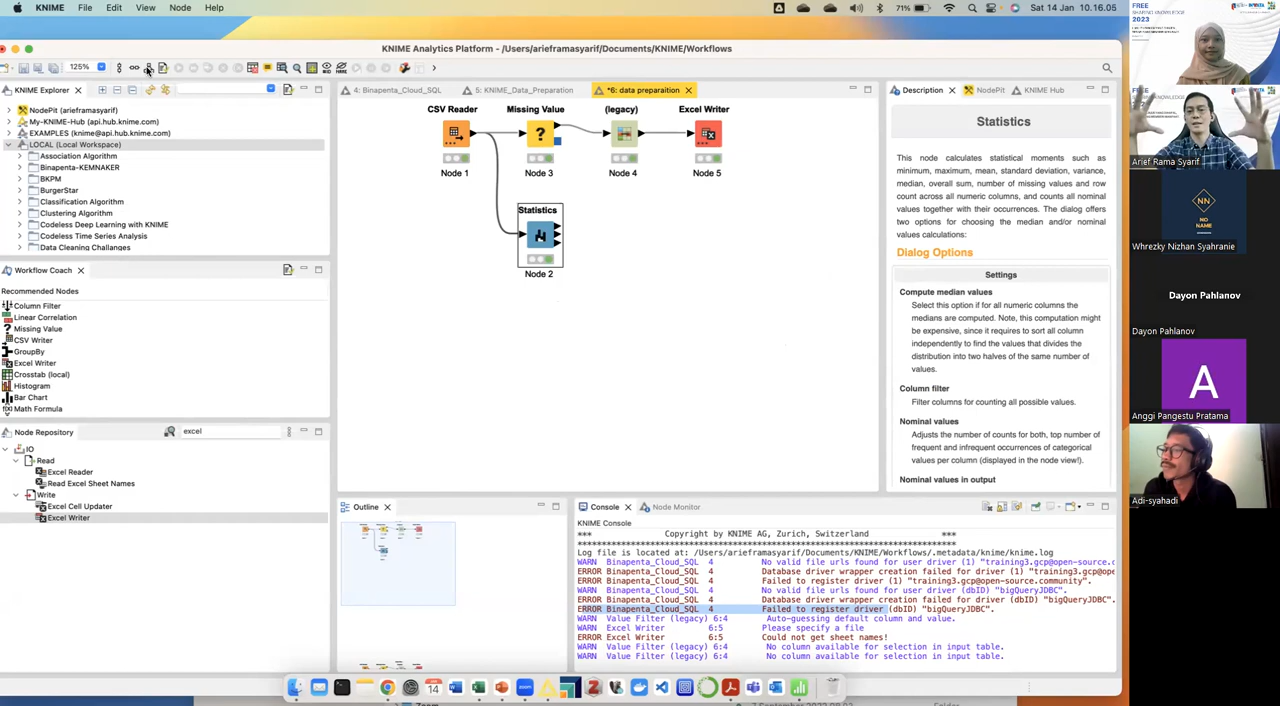 KNIME File Edit View Node Help
71% Sat 14 Jan 10.16.05
KNIME Analytics Platform - /Users/arieframasyarif/Documents/KNIME/Workflows
125%
KNIME Explorer
NodePit (arieframasyarif)
My-KNIME-Hub (api.hub.knime.com)
EXAMPLES (knime@api.hub.knime.com)
LOCAL (Local Workspace)
Association Algorithm
Binapenta-KEMNAKER
BKPM
BurgerStar
Classification Algorithm
Clustering Algorithm
Codeless Deep Learning with KNIME
Codeless Time Series Analysis
Data Cleaning Challanges
Workflow Coach
Recommended Nodes
Column Filter
Linear Correlation
Missing Value
CSV Writer
GroupBy
Excel Writer
Crosstab (local)
Histogram
Bar Chart
Math Formula
Node Repository
excel
IO
Read
Excel Reader
Read Excel Sheet Names
Write
Excel Cell Updater
Excel Writer
4: Binapenta_Cloud_SQL
5: KNIME_Data_Preparation
*6: data preparaition
Missing Value
(legacy)
Excel Writer
Node 1
Node 3
Node 4
Node 5
Statistics
Node 2
Description
NodePit
KNIME Hub
Statistics
This node calculates statistical moments such as
minimum, maximum, mean, standard deviation, variance,
median, overall sum, number of missing values and row
count across all numeric columns, and counts all nominal
values together with their occurrences. The dialog offers
two options for choosing the median and/or nominal
values calculations:
Dialog Options
Settings
Compute median values
Select this option if for all numeric columns the
medians are computed. Note, this computation might
be expensive, since it requires to sort all column
independently to find the values that divides the
distribution into two halves of the same number of
values.
Column filter
Filter columns for counting all possible values.
Nominal values
Adjusts the number of counts for both, top number of
frequent and infrequent occurrences of categorical
values per column (displayed in the node view!).
Nominal values in output
Outline
Console
Node Monitor
KNIME Console
*** Copyright by KNIME AG, Zurich, Switzerland ***
Log file is located at: /Users/arieframasyarif/Documents/KNIME/Workflows/.metadata/knime/knime.log
WARN Binapenta_Cloud_SQL 4 No valid file urls found for user driver (1) "training3.gcp@open-source.c
ERROR Binapenta_Cloud_SQL 4 Database driver wrapper creation failed for driver (1) "training3.gcp@ope
ERROR Binapenta_Cloud_SQL 4 Failed to register driver (1) "training3.gcp@open-source.community".
WARN Binapenta_Cloud_SQL 4 No valid file urls found for user driver (dbID) "bigQueryJDBC".
ERROR Binapenta_Cloud_SQL 4 Database driver wrapper creation failed for driver (dbID) "bigQueryJDBC".
ERROR Binapenta_Cloud_SQL 4 Failed to register driver (dbID) "bigQueryJDBC".
WARN Value Filter (legacy) 6:4 Auto-guessing default column and value.
WARN Excel Writer 6:5 Please specify a file
ERROR Excel Writer 6:5 Could not get sheet names!
WARN Value Filter (legacy) 6:4 No column available for selection in input table.
WARN Value Filter (legacy) 6:4 No column available for selection in input table.
FREE
SHARING KNOWLEDGE
2023
FREE
SHARING KNOWLEDGE
2023
Arief Rama Syarif
NN
NO
NAME
Whrezky Nizhan Syahranie
Dayon Pahlanov
Dayon Pahlanov
A
Anggi Pangestu Pratama
Adi-syahadi